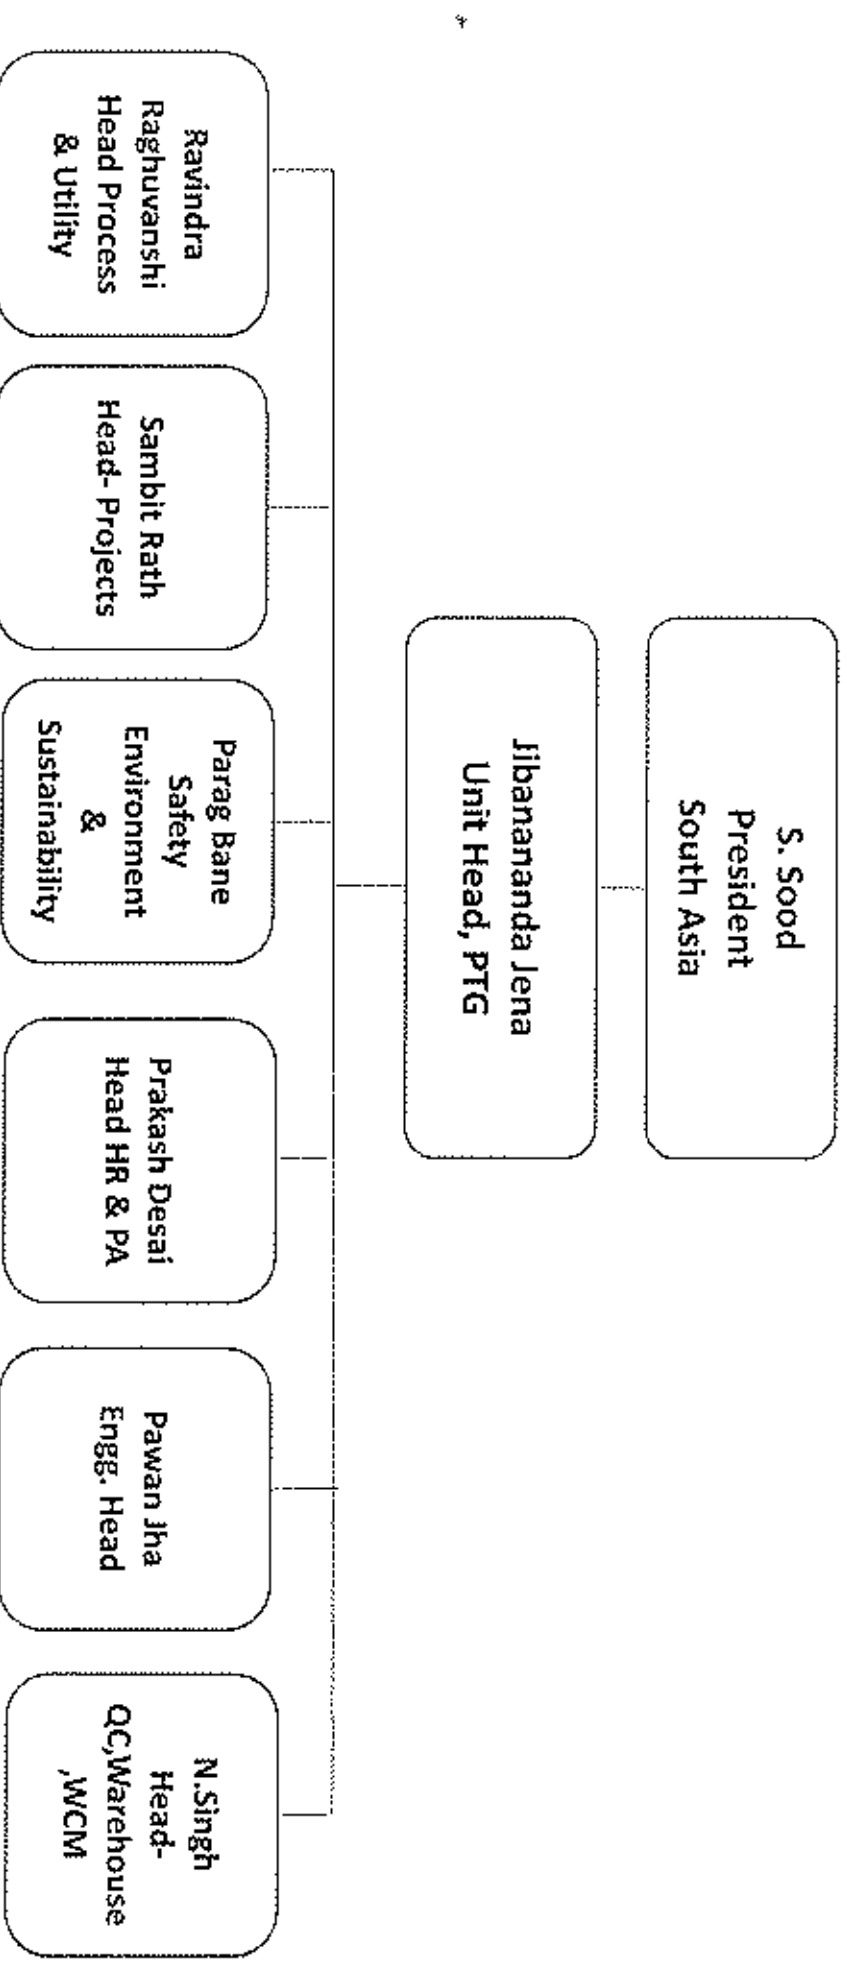 S. Sood
President
South Asia
Jibanananda Jena
Unit Head, PTG
Ravindra
Raghuvanshi
Head Process
& Utility
Sambit Rath
Head- Projects
Parag Bane
Safety
Environment
&
Sustainability
Prakash Desai
Head HR & PA
Pawan Jha
Engg. Head
N.Singh
Head-
QC,Warehouse
,WCM